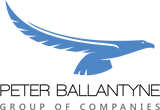 PETER BALLANTYNE
GROUP OF COMPANIES